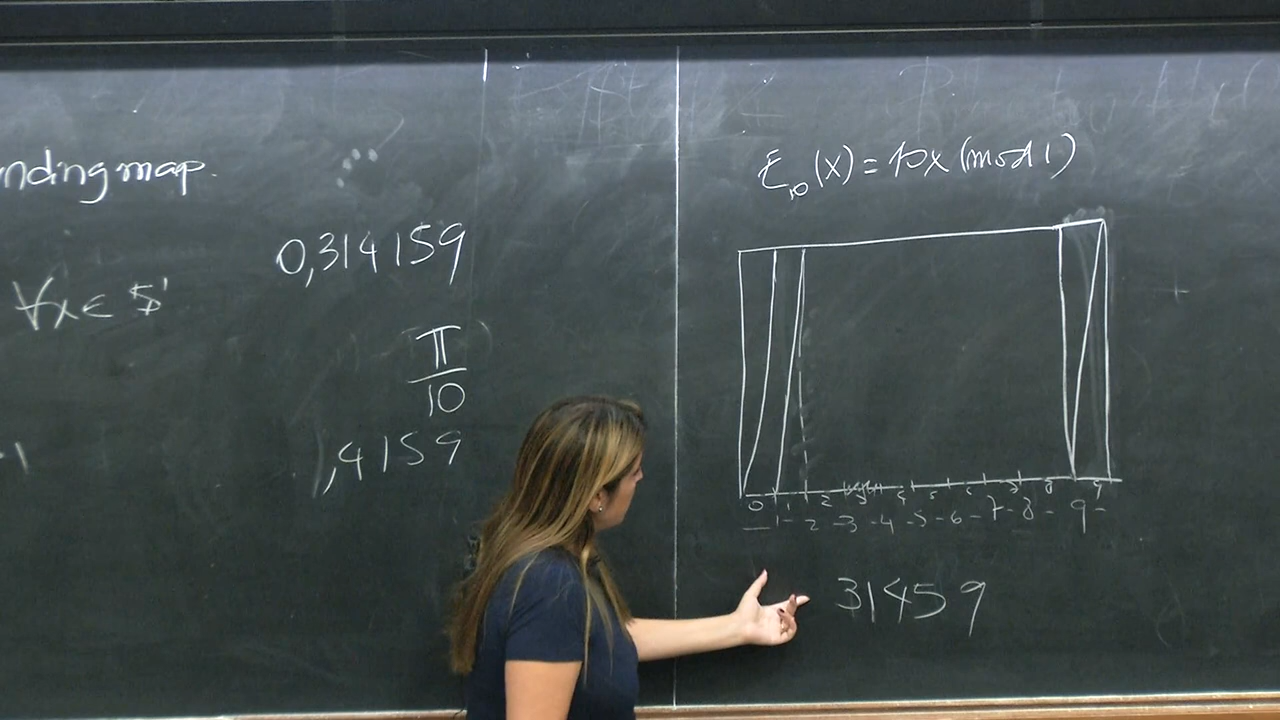 nding map.
∀x ∈ S¹
-1
0,314159
π
10
,4159
E₁₀(x) = 10x (mod 1)
0 1 2 3 4 5 6 7 8 9
1 - 2 - 3 - 4 - 5 - 6 - 7 - 8 - 9 -
31459